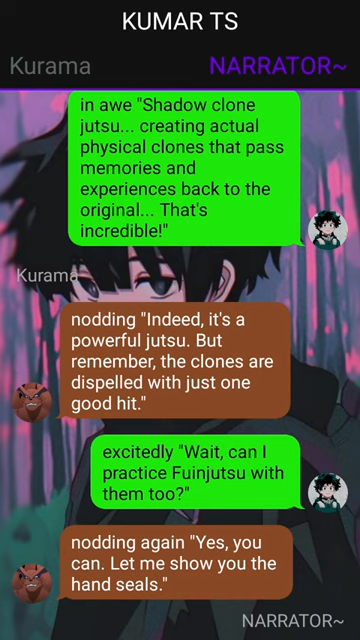 KUMAR TS
Kurama NARRATOR~
in awe "Shadow clone
jutsu... creating actual
physical clones that pass
memories and
experiences back to the
original... That's
incredible!"
Kurama
nodding "Indeed, it's a
powerful jutsu. But
remember, the clones are
dispelled with just one
good hit."
excitedly "Wait, can I
practice Fuinjutsu with
them too?"
nodding again "Yes, you
can. Let me show you the
hand seals."
NARRATOR~